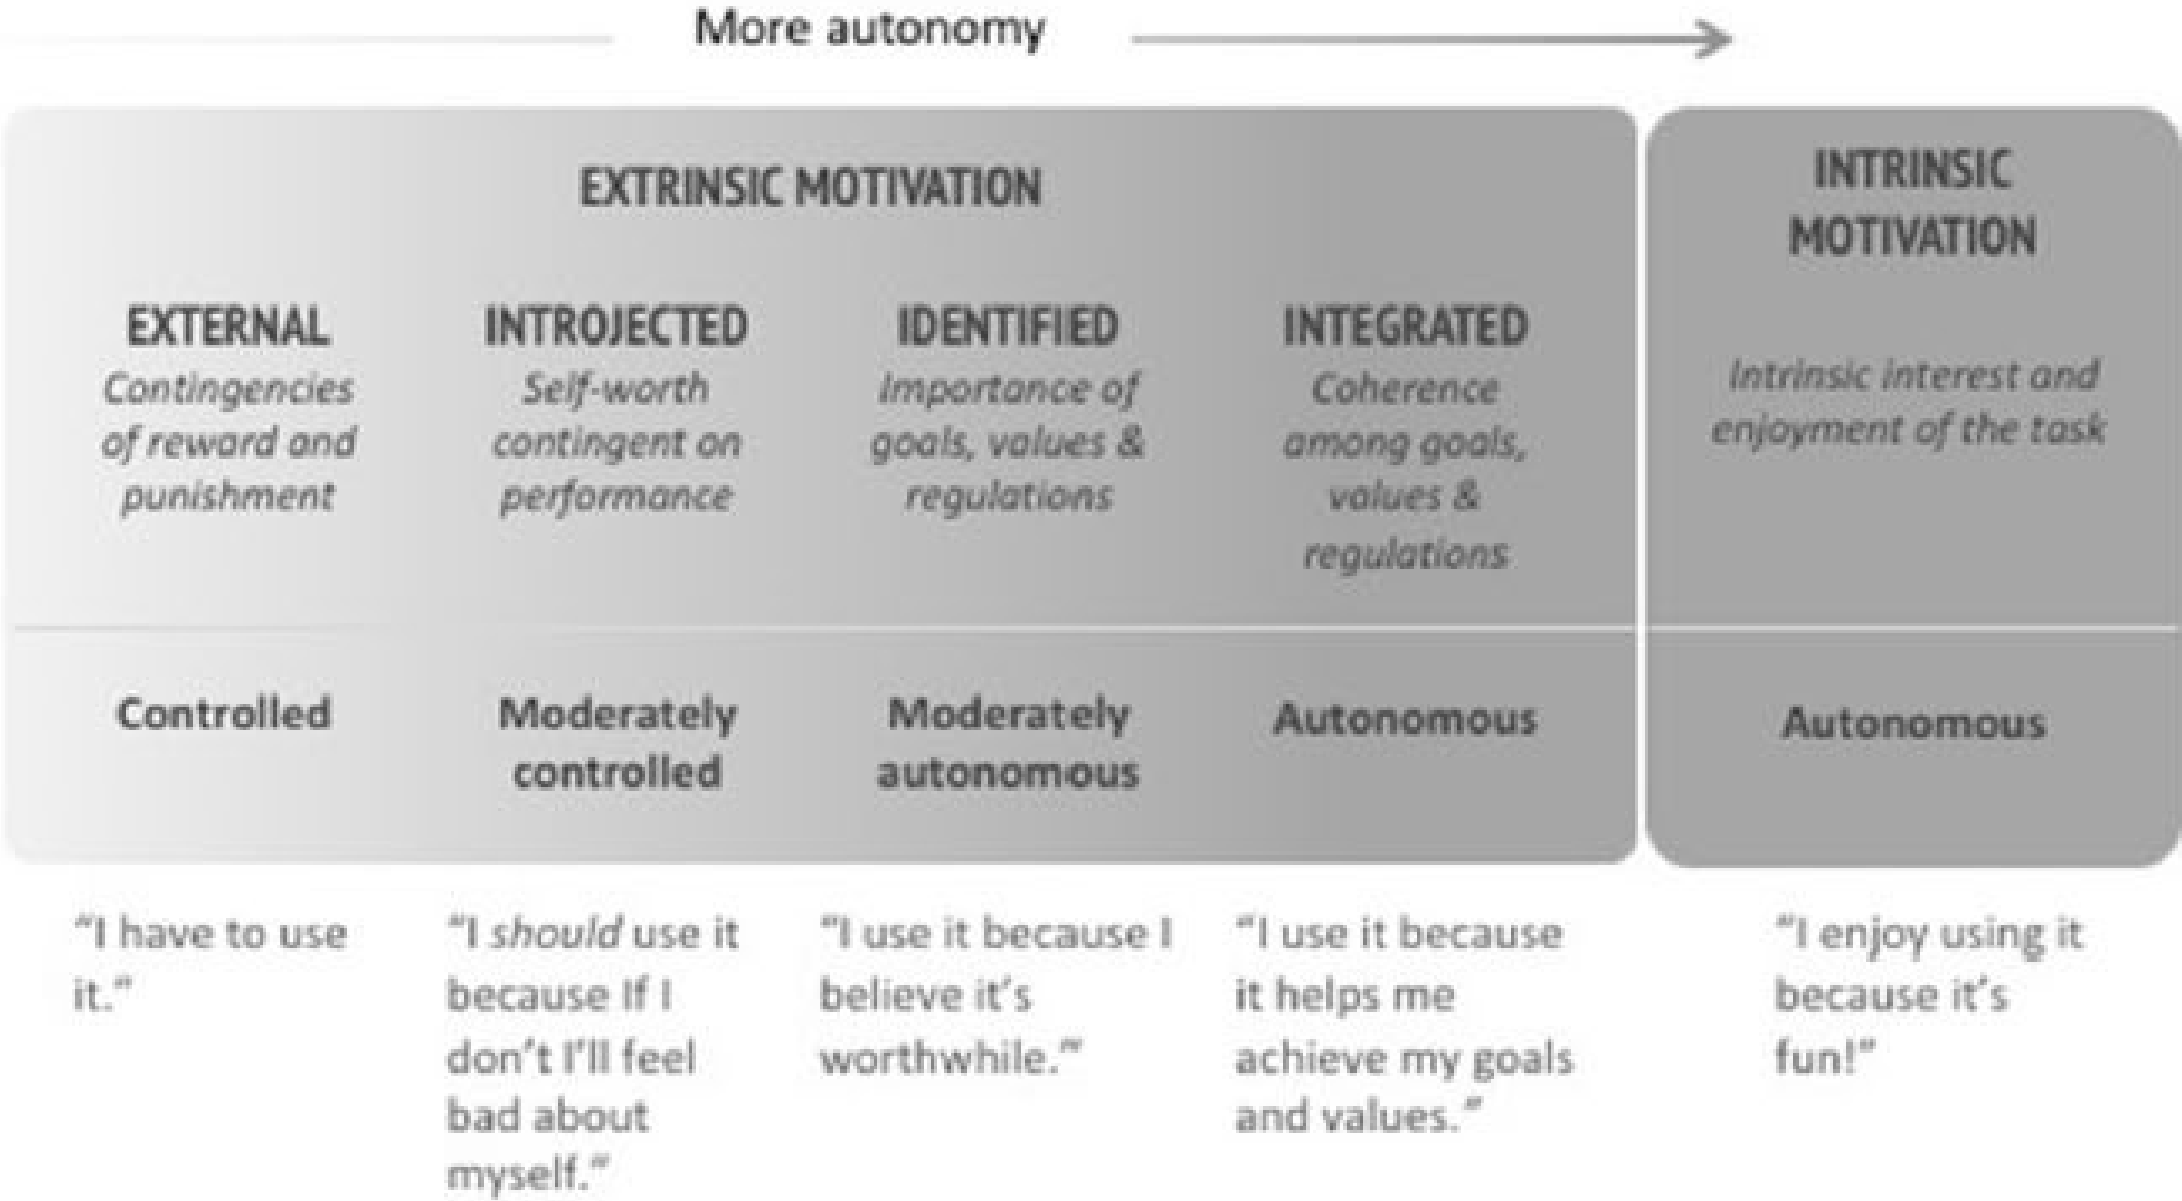 More autonomy
EXTRINSIC MOTIVATION
INTRINSIC
MOTIVATION
EXTERNAL
Contingencies
of reward and
punishment
INTROJECTED
Self-worth
contingent on
performance
IDENTIFIED
Importance of
goals, values &
regulations
INTEGRATED
Coherence
among goals,
values &
regulations
Intrinsic interest and
enjoyment of the task
Controlled
Moderately
controlled
Moderately
autonomous
Autonomous
Autonomous
“I have to use
it.”
“I should use it
because If I
don’t I’ll feel
bad about
myself.”
“I use it because I
believe it’s
worthwhile.”’
“I use it because
it helps me
achieve my goals
and values.”
“I enjoy using it
because it’s
fun!”